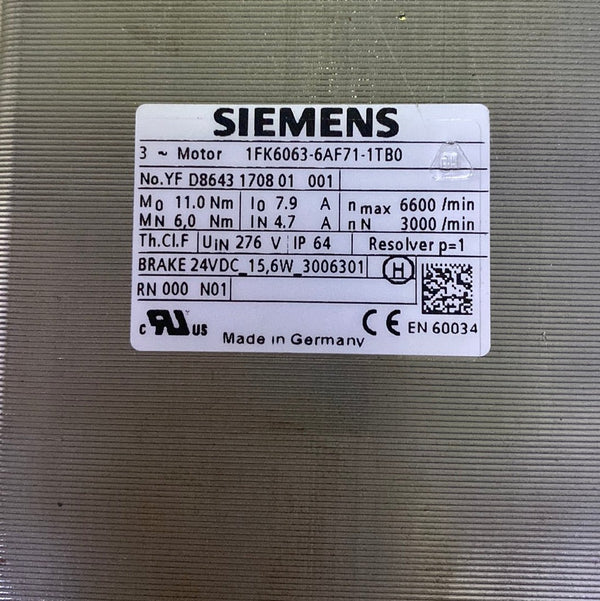 SIEMENS
3 ~ Motor 1FK6063-6AF71-1TB0
No.YF D8643 1708 01 001
M0 11.0 Nm I0 7.9 A n max 6600 /min
MN 6,0 Nm IN 4.7 A n N 3000 /min
Th.Cl.F UIN 276 V IP 64 Resolver p=1
BRAKE 24VDC_15,6W_3006301 H
RN 000 N01
c RU US CE EN 60034
Made in Germany